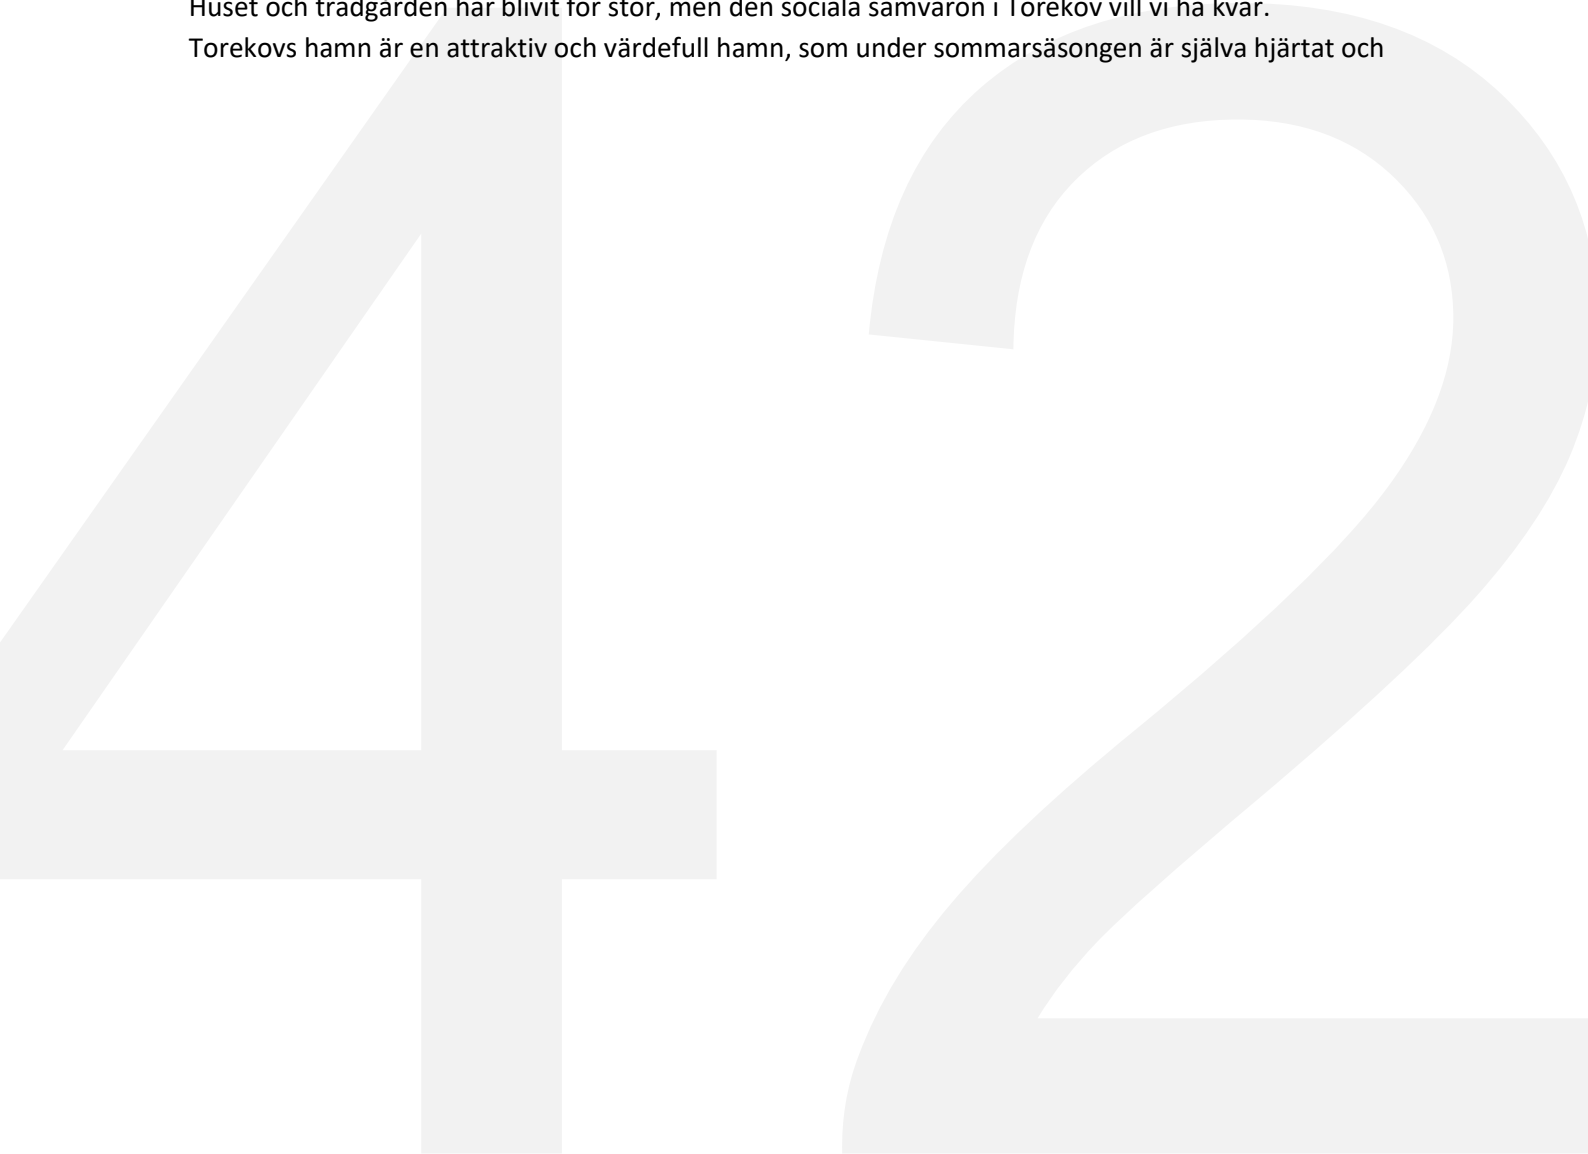 Huset och trädgården har blivit för stor, men den sociala samvaron i Torekov vill vi ha kvar.
Torekovs hamn är en attraktiv och värdefull hamn, som under sommarsäsongen är själva hjärtat och
42